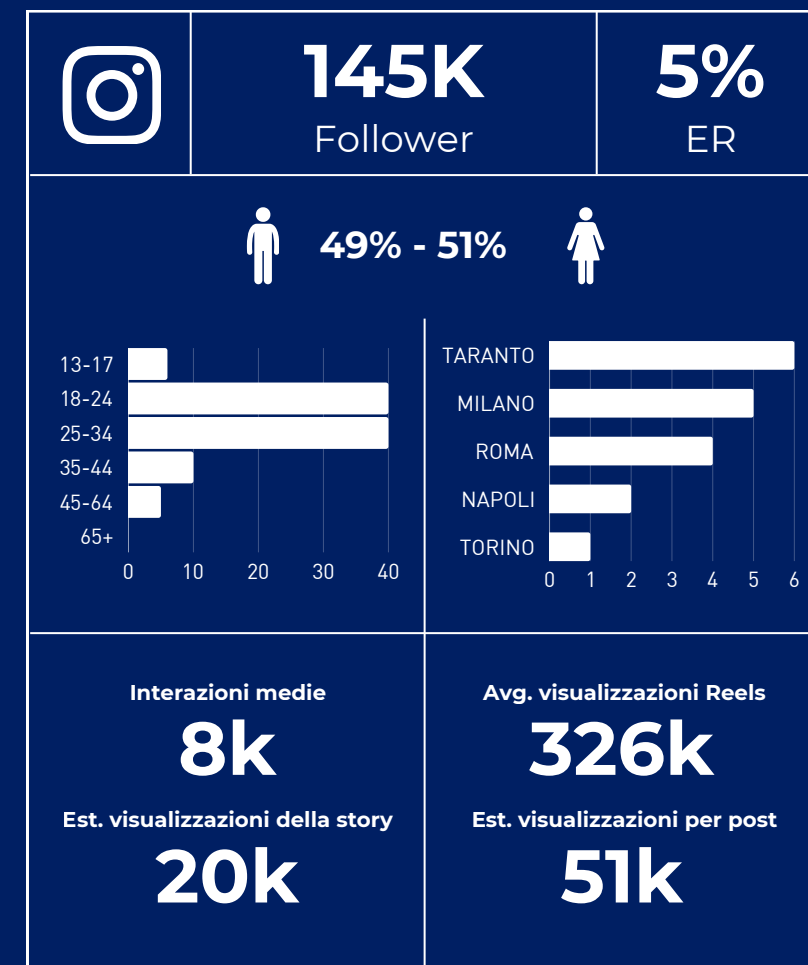 145K
Follower
5%
ER
49% - 51%
13-17
18-24
25-34
35-44
45-64
65+
0 10 20 30 40
TARANTO
MILANO
ROMA
NAPOLI
TORINO
0 1 2 3 4 5 6
Interazioni medie
8k
Est. visualizzazioni della story
20k
Avg. visualizzazioni Reels
326k
Est. visualizzazioni per post
51k